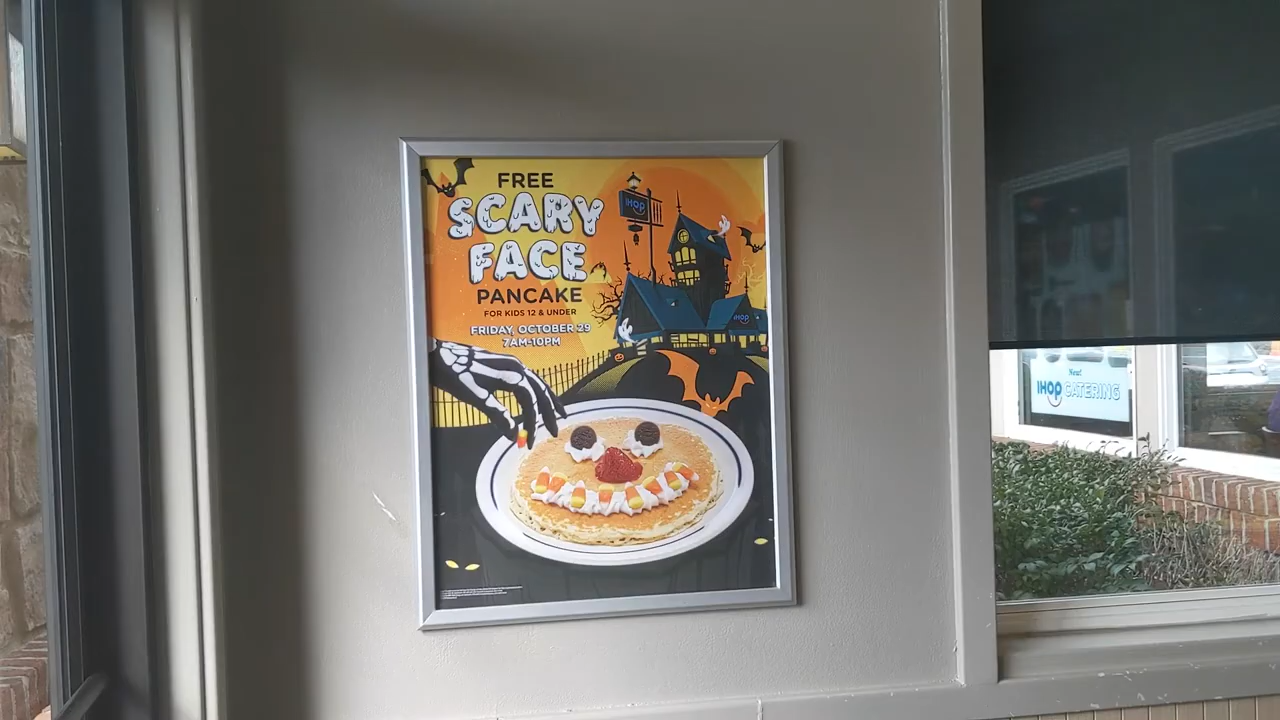 FREE
SCARY
FACE
PANCAKE
FOR KIDS 12 & UNDER
FRIDAY, OCTOBER 29
7AM-10PM
IHOP
IHOP
New!
IHOP CATERING